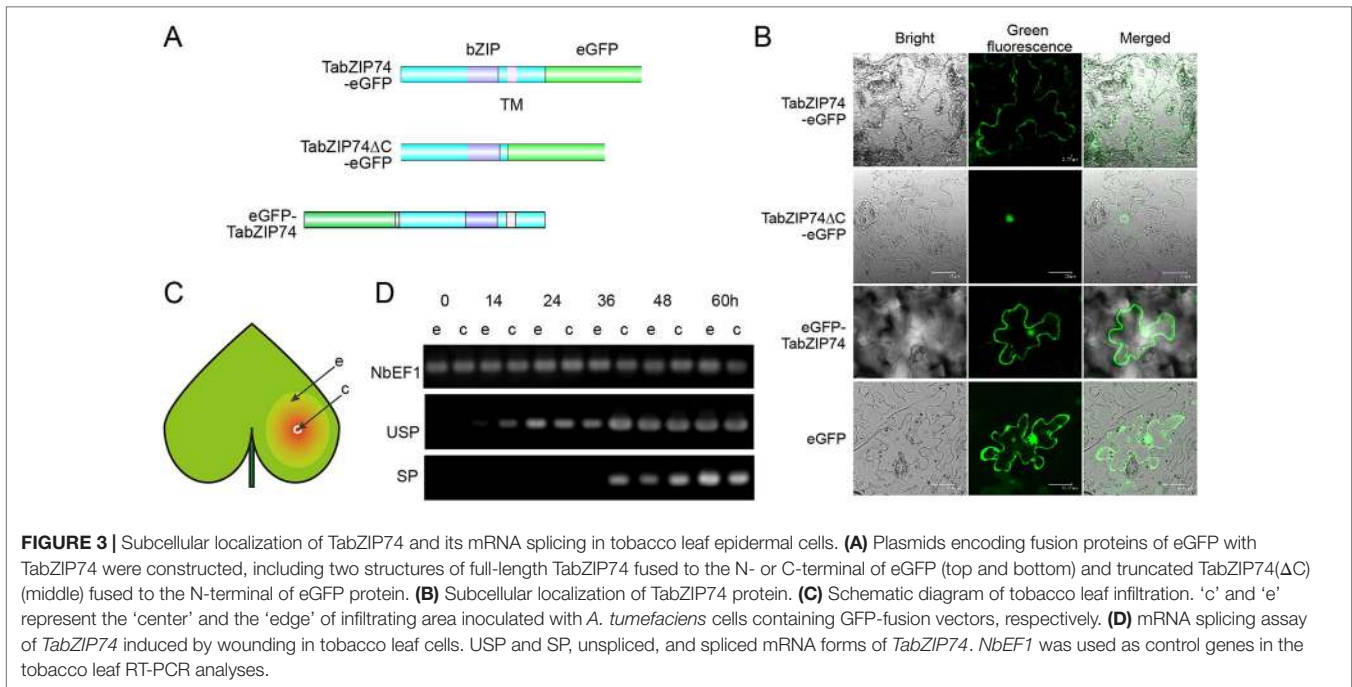 A
bZIP eGFP
TabZIP74
-eGFP
TM
TabZIP74ΔC
-eGFP
eGFP-
TabZIP74
B
Bright Green
fluorescence Merged
TabZIP74
-eGFP
TabZIP74ΔC
-eGFP
eGFP-
TabZIP74
eGFP
C
e
c
D
0 14 24 36 48 60h
e c e c e c e c e c e c
NbEF1
USP
SP
FIGURE 3 | Subcellular localization of TabZIP74 and its mRNA splicing in tobacco leaf epidermal cells. (A) Plasmids encoding fusion proteins of eGFP with
TabZIP74 were constructed, including two structures of full-length TabZIP74 fused to the N- or C-terminal of eGFP (top and bottom) and truncated TabZIP74(ΔC)
(middle) fused to the N-terminal of eGFP protein. (B) Subcellular localization of TabZIP74 protein. (C) Schematic diagram of tobacco leaf infiltration. 'c' and 'e'
represent the 'center' and the 'edge' of infiltrating area inoculated with A. tumefaciens cells containing GFP-fusion vectors, respectively. (D) mRNA splicing assay
of TabZIP74 induced by wounding in tobacco leaf cells. USP and SP, unspliced, and spliced mRNA forms of TabZIP74. NbEF1 was used as control genes in the
tobacco leaf RT-PCR analyses.